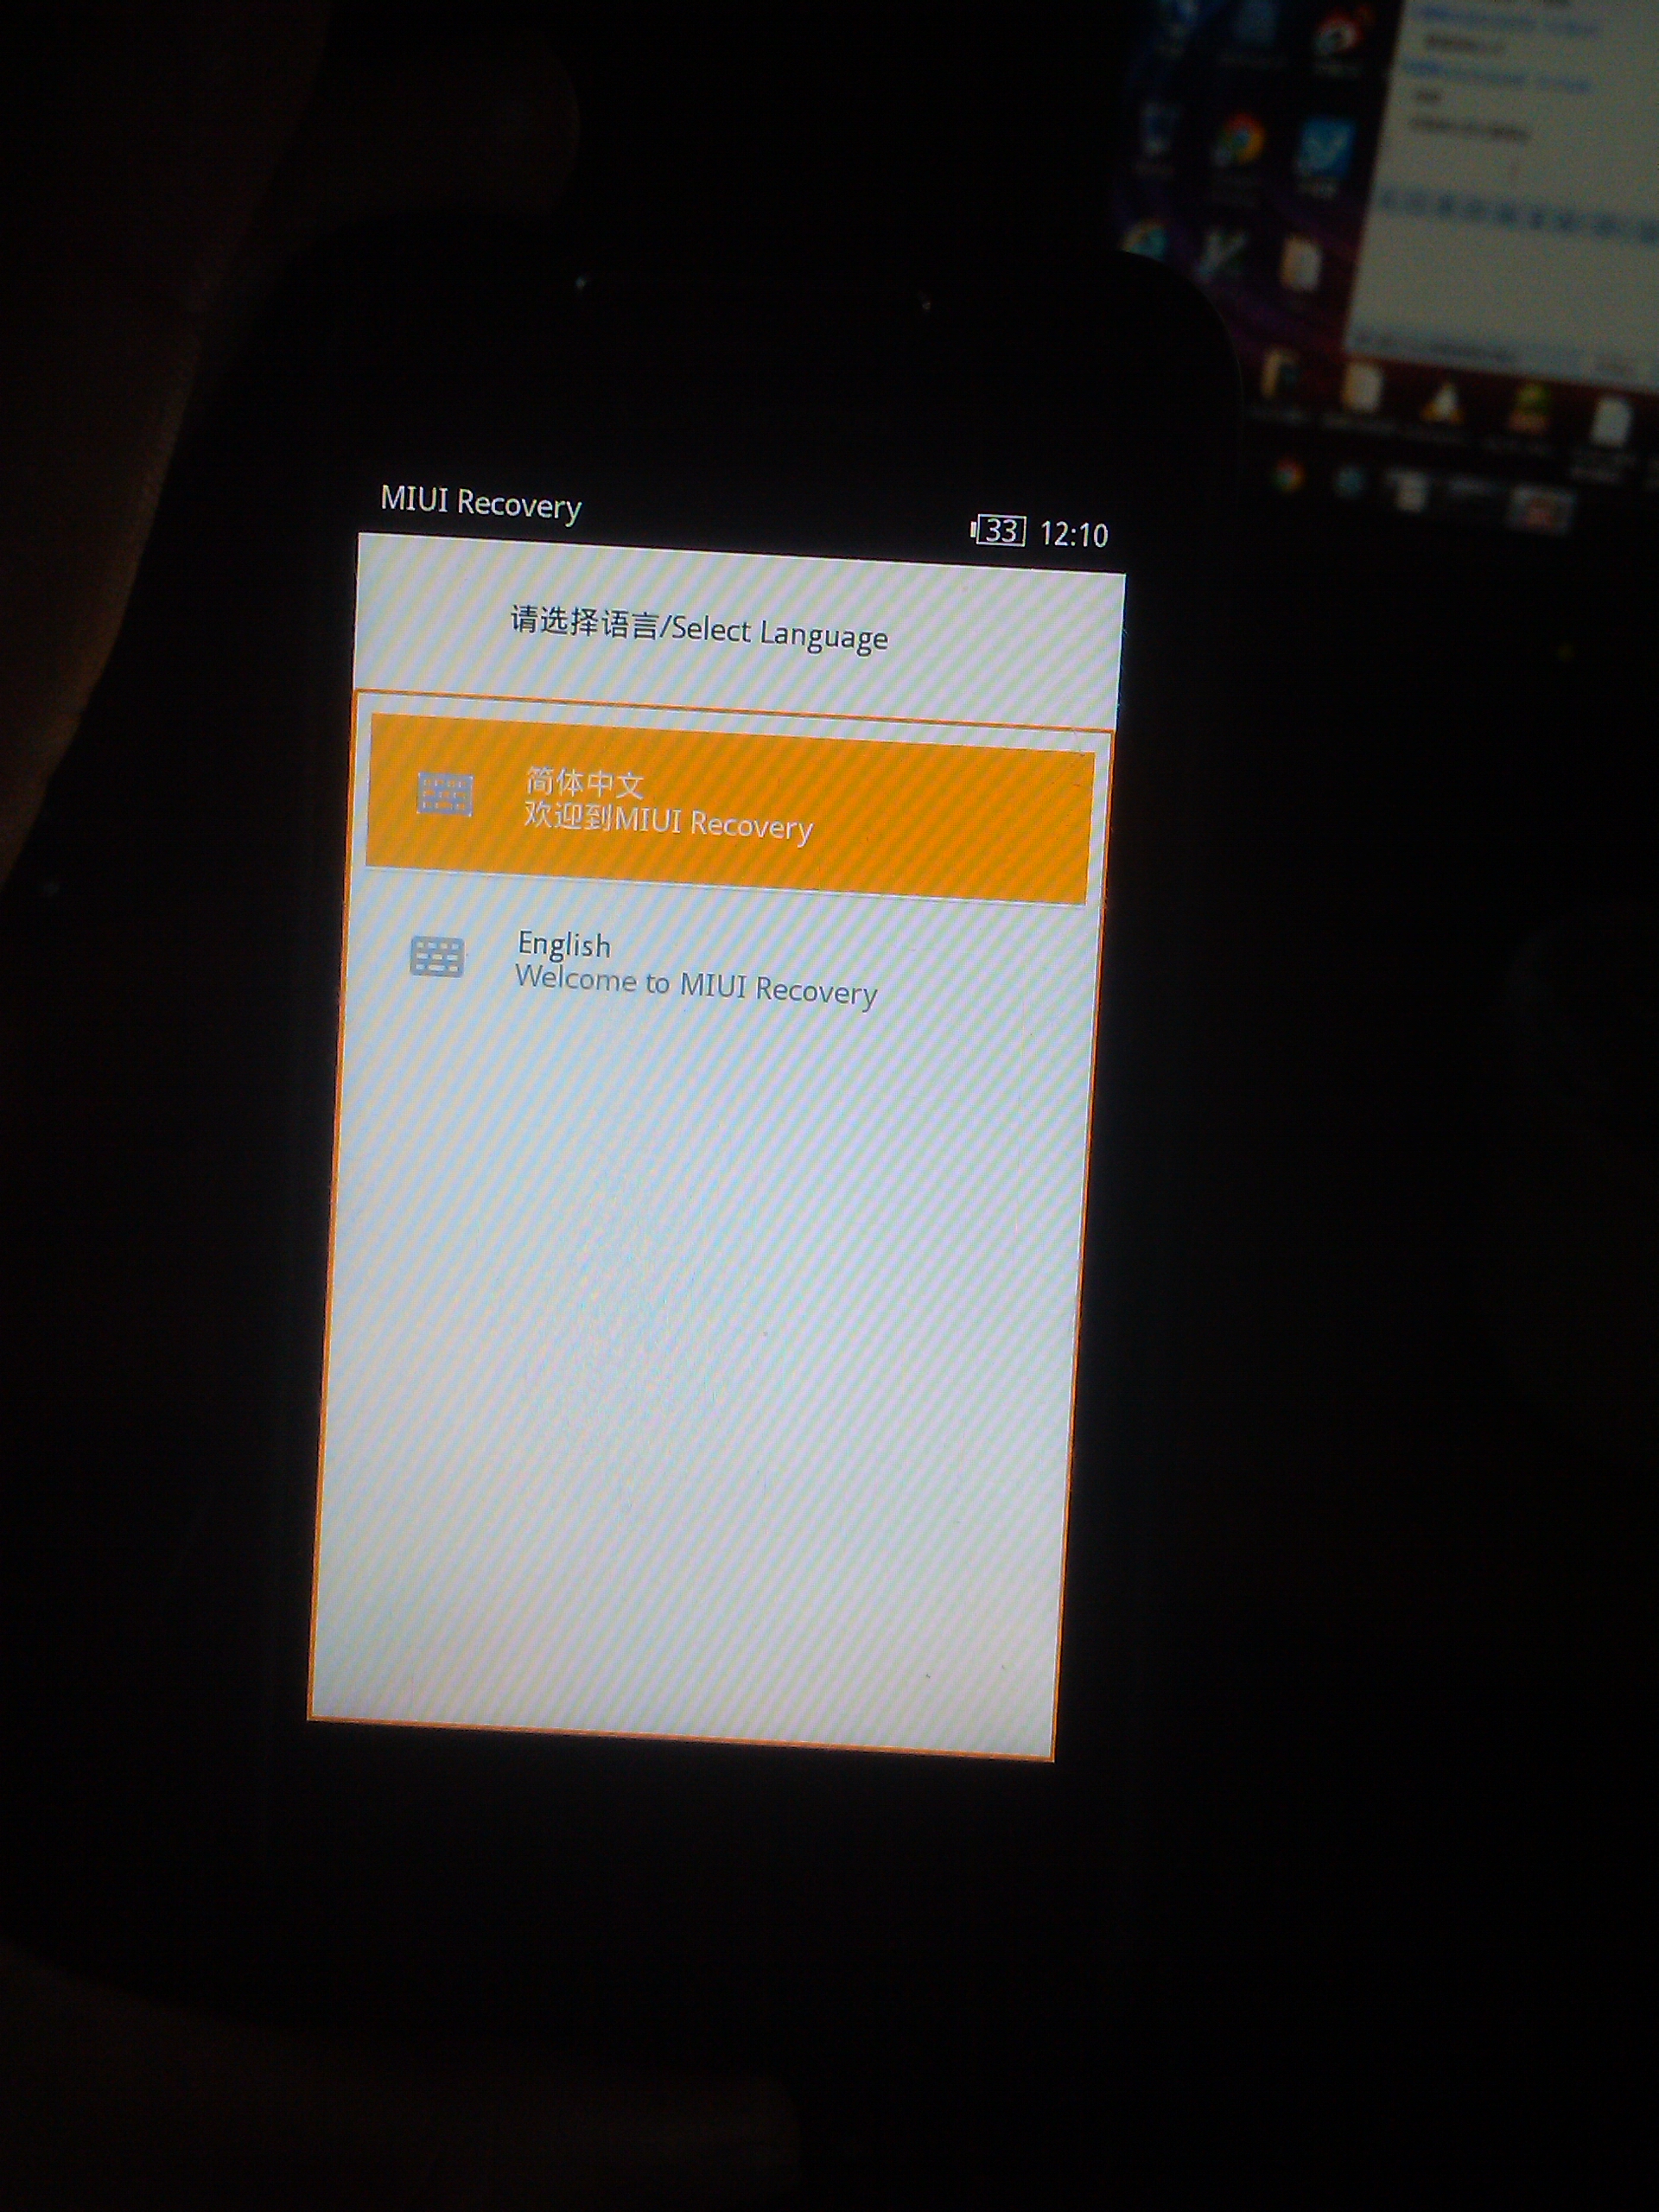 MIUI Recovery
33 12:10
请选择语言/Select Language
简体中文
欢迎到MIUI Recovery
English
Welcome to MIUI Recovery